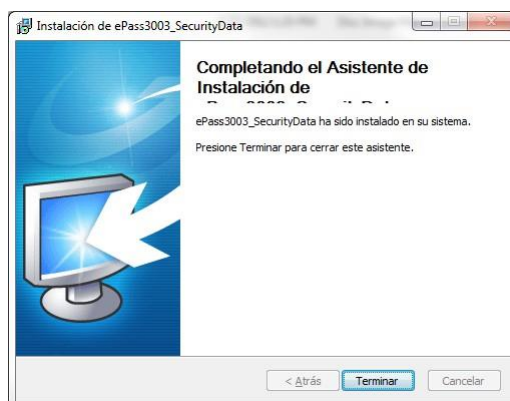 Instalación de ePass3003_SecurityData
Completando el Asistente de
Instalación de
ePass3003_SecurityData ha sido instalado en su sistema.
Presione Terminar para cerrar este asistente.
< Atrás
Terminar
Cancelar